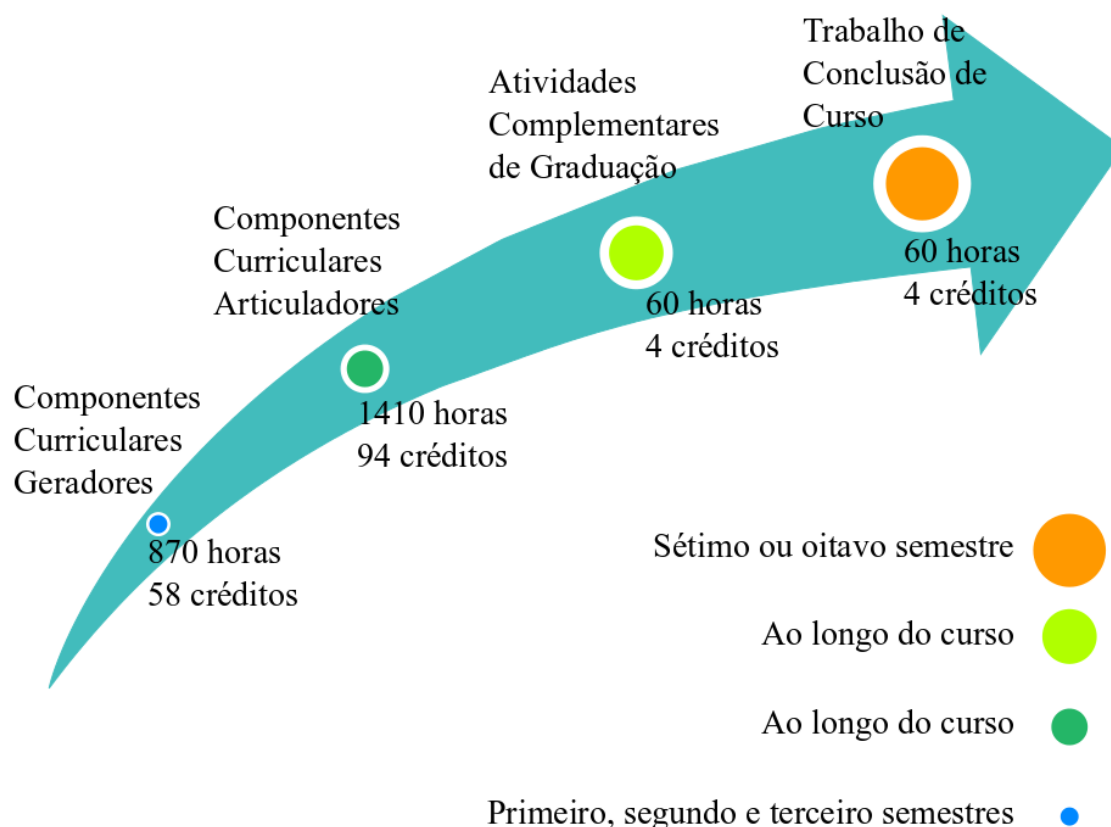 Trabalho de
Conclusão de
Curso
60 horas
4 créditos
Atividades
Complementares
de Graduação
60 horas
4 créditos
Componentes
Curriculares
Articuladores
1410 horas
94 créditos
Componentes
Curriculares
Geradores
870 horas
58 créditos
Sétimo ou oitavo semestre
Ao longo do curso
Ao longo do curso
Primeiro, segundo e terceiro semestres